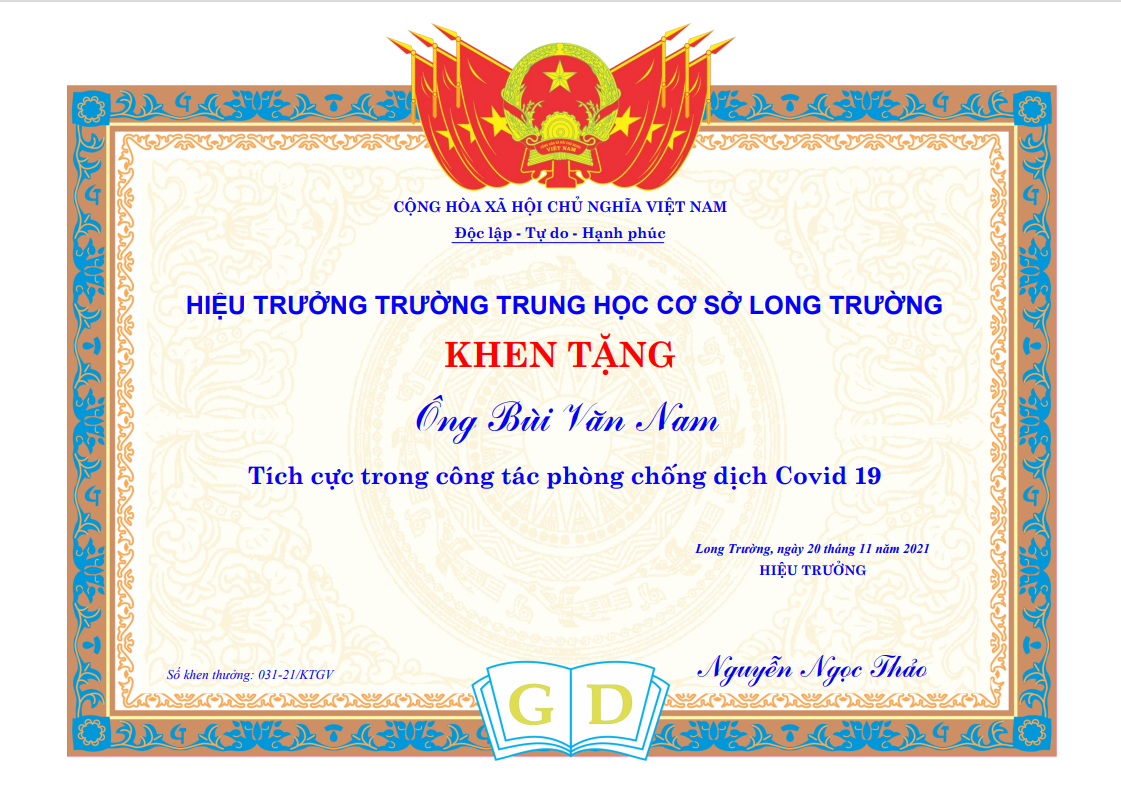 VIỆT NAM
CỘNG HÒA XÃ HỘI CHỦ NGHĨA VIỆT NAM
Độc lập - Tự do - Hạnh phúc
HIỆU TRƯỞNG TRƯỜNG TRUNG HỌC CƠ SỞ LONG TRƯỜNG
KHEN TẶNG
Ông Bùi Văn Nam
Tích cực trong công tác phòng chống dịch Covid 19
Long Trường, ngày 20 tháng 11 năm 2021
HIỆU TRƯỞNG
Nguyễn Ngọc Thảo
Số khen thưởng: 031-21/KTGV
G D